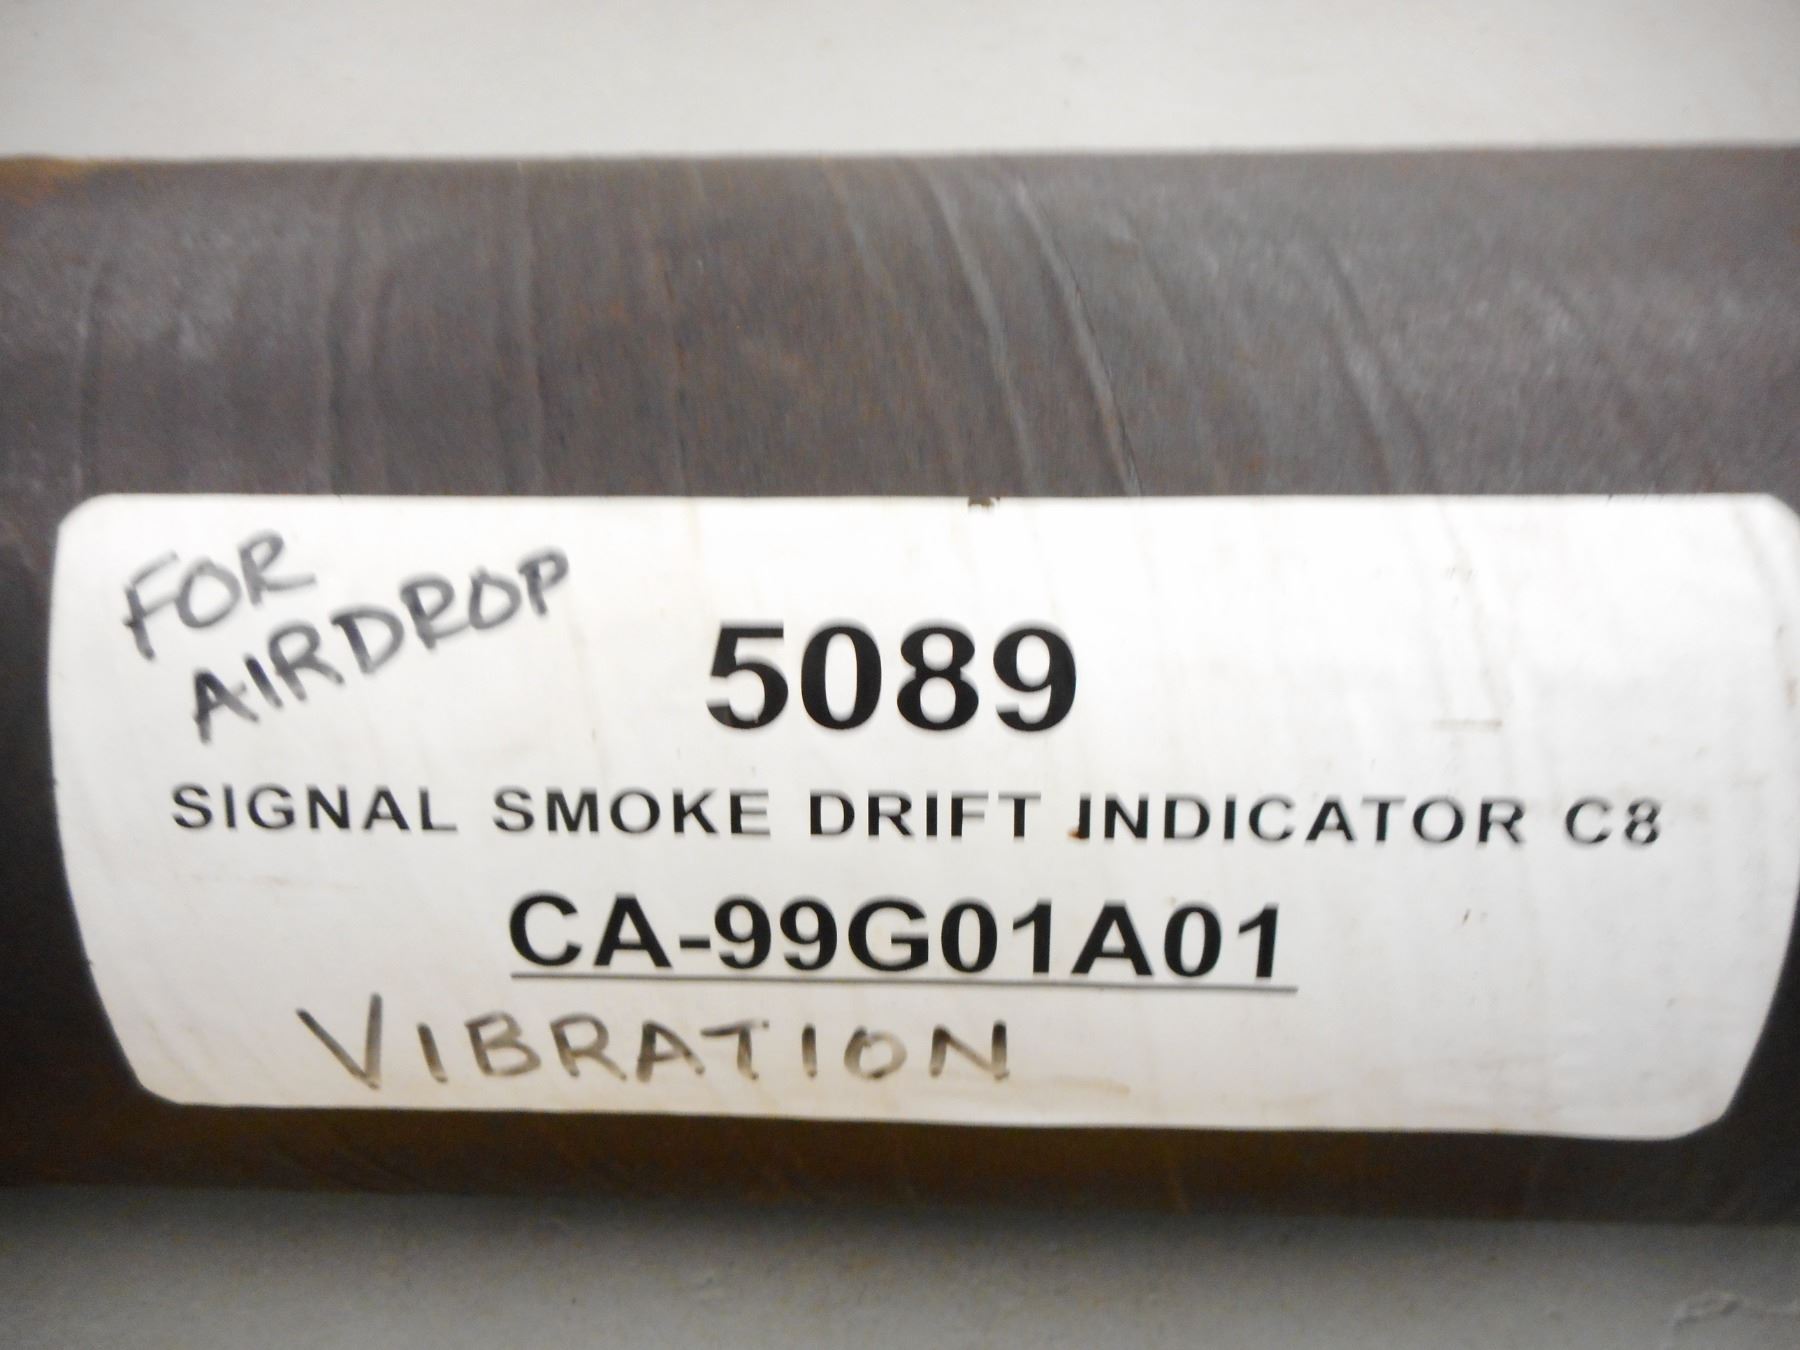 FOR
AIRDROP
5089
SIGNAL SMOKE DRIFT INDICATOR C8
CA-99G01A01
VIBRATION